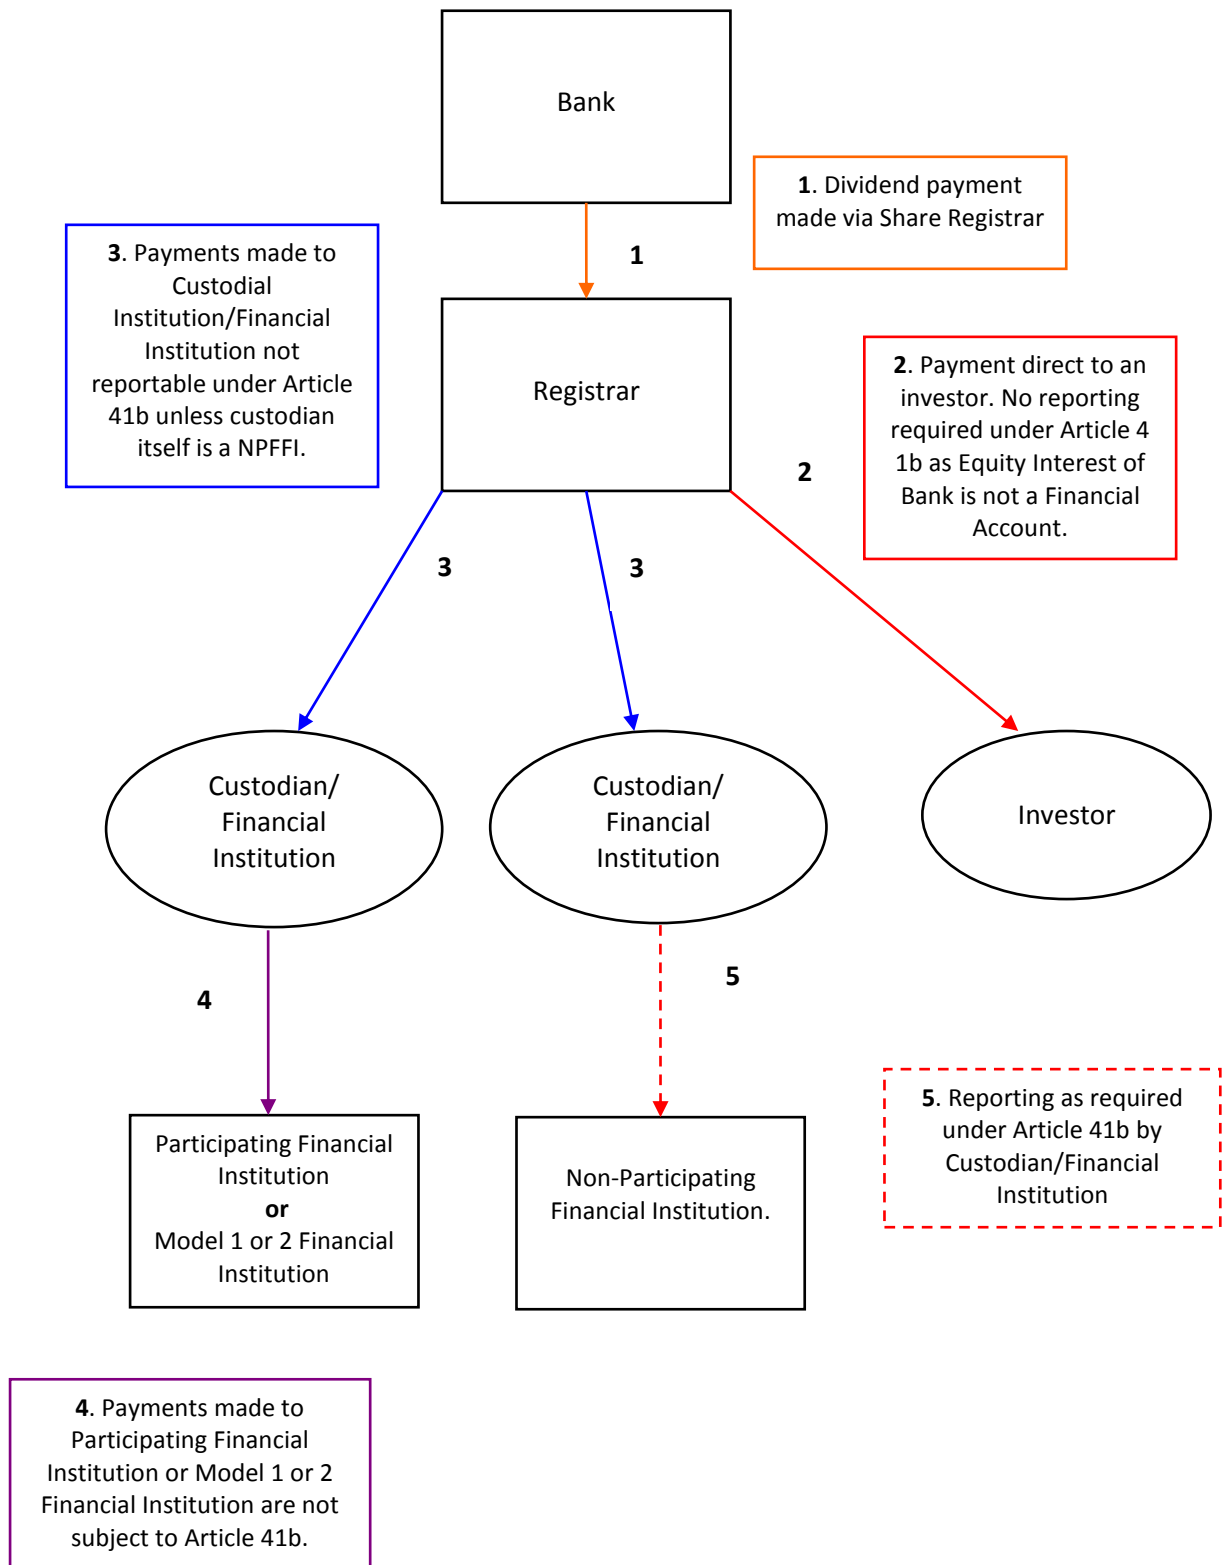 Bank
1. Dividend payment
made via Share Registrar
3. Payments made to
Custodial
Institution/Financial
Institution not
reportable under Article
41b unless custodian
itself is a NPFFI.
1
Registrar
2. Payment direct to an
investor. No reporting
required under Article 4
1b as Equity Interest of
Bank is not a Financial
Account.
2
3
3
Custodian/
Financial
Institution
Custodian/
Financial
Institution
Investor
4
5
Participating Financial
Institution
or
Model 1 or 2 Financial
Institution
Non-Participating
Financial Institution.
5. Reporting as required
under Article 41b by
Custodian/Financial
Institution
4. Payments made to
Participating Financial
Institution or Model 1 or 2
Financial Institution are not
subject to Article 41b.